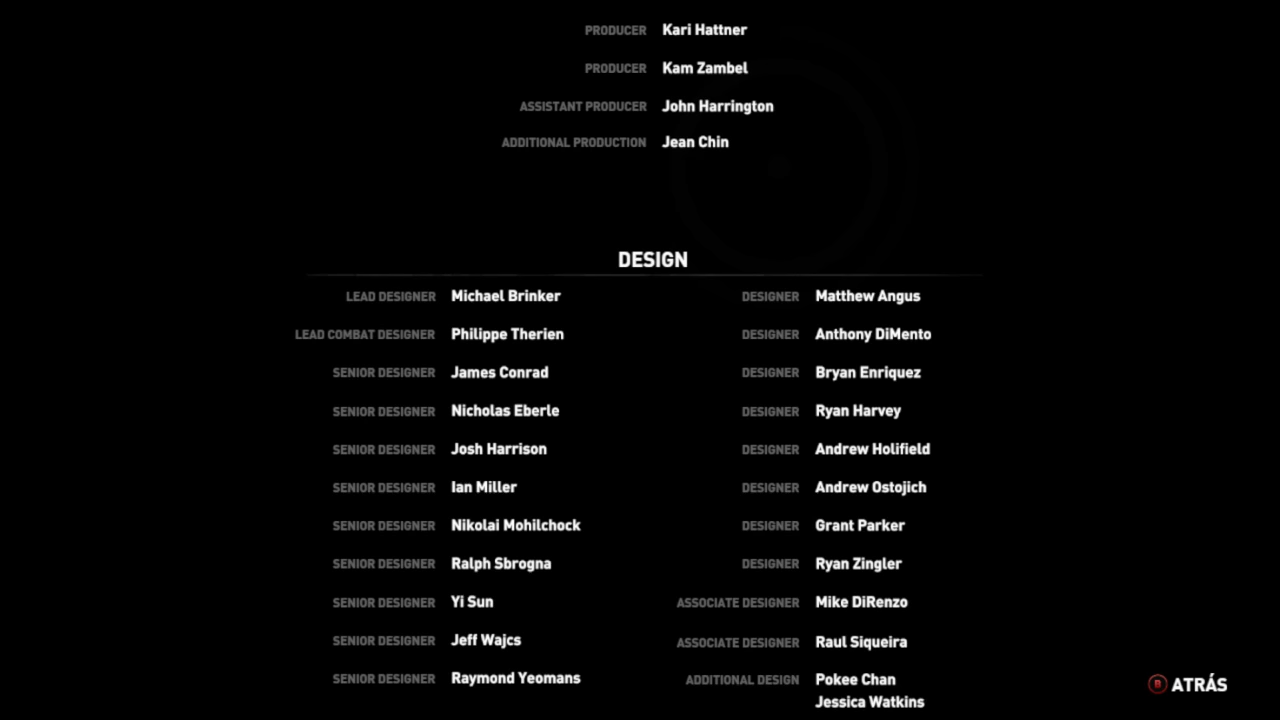 PRODUCER Kari Hattner
PRODUCER Kam Zambel
ASSISTANT PRODUCER John Harrington
ADDITIONAL PRODUCTION Jean Chin
DESIGN
LEAD DESIGNER Michael Brinker
LEAD COMBAT DESIGNER Philippe Therien
SENIOR DESIGNER James Conrad
SENIOR DESIGNER Nicholas Eberle
SENIOR DESIGNER Josh Harrison
SENIOR DESIGNER Ian Miller
SENIOR DESIGNER Nikolai Mohilchock
SENIOR DESIGNER Ralph Sbrogna
SENIOR DESIGNER Yi Sun
SENIOR DESIGNER Jeff Wajcs
SENIOR DESIGNER Raymond Yeomans
DESIGNER Matthew Angus
DESIGNER Anthony DiMento
DESIGNER Bryan Enriquez
DESIGNER Ryan Harvey
DESIGNER Andrew Holifield
DESIGNER Andrew Ostojich
DESIGNER Grant Parker
DESIGNER Ryan Zingler
ASSOCIATE DESIGNER Mike DiRenzo
ASSOCIATE DESIGNER Raul Siqueira
ADDITIONAL DESIGN Pokee Chan
Jessica Watkins
B ATRÁS